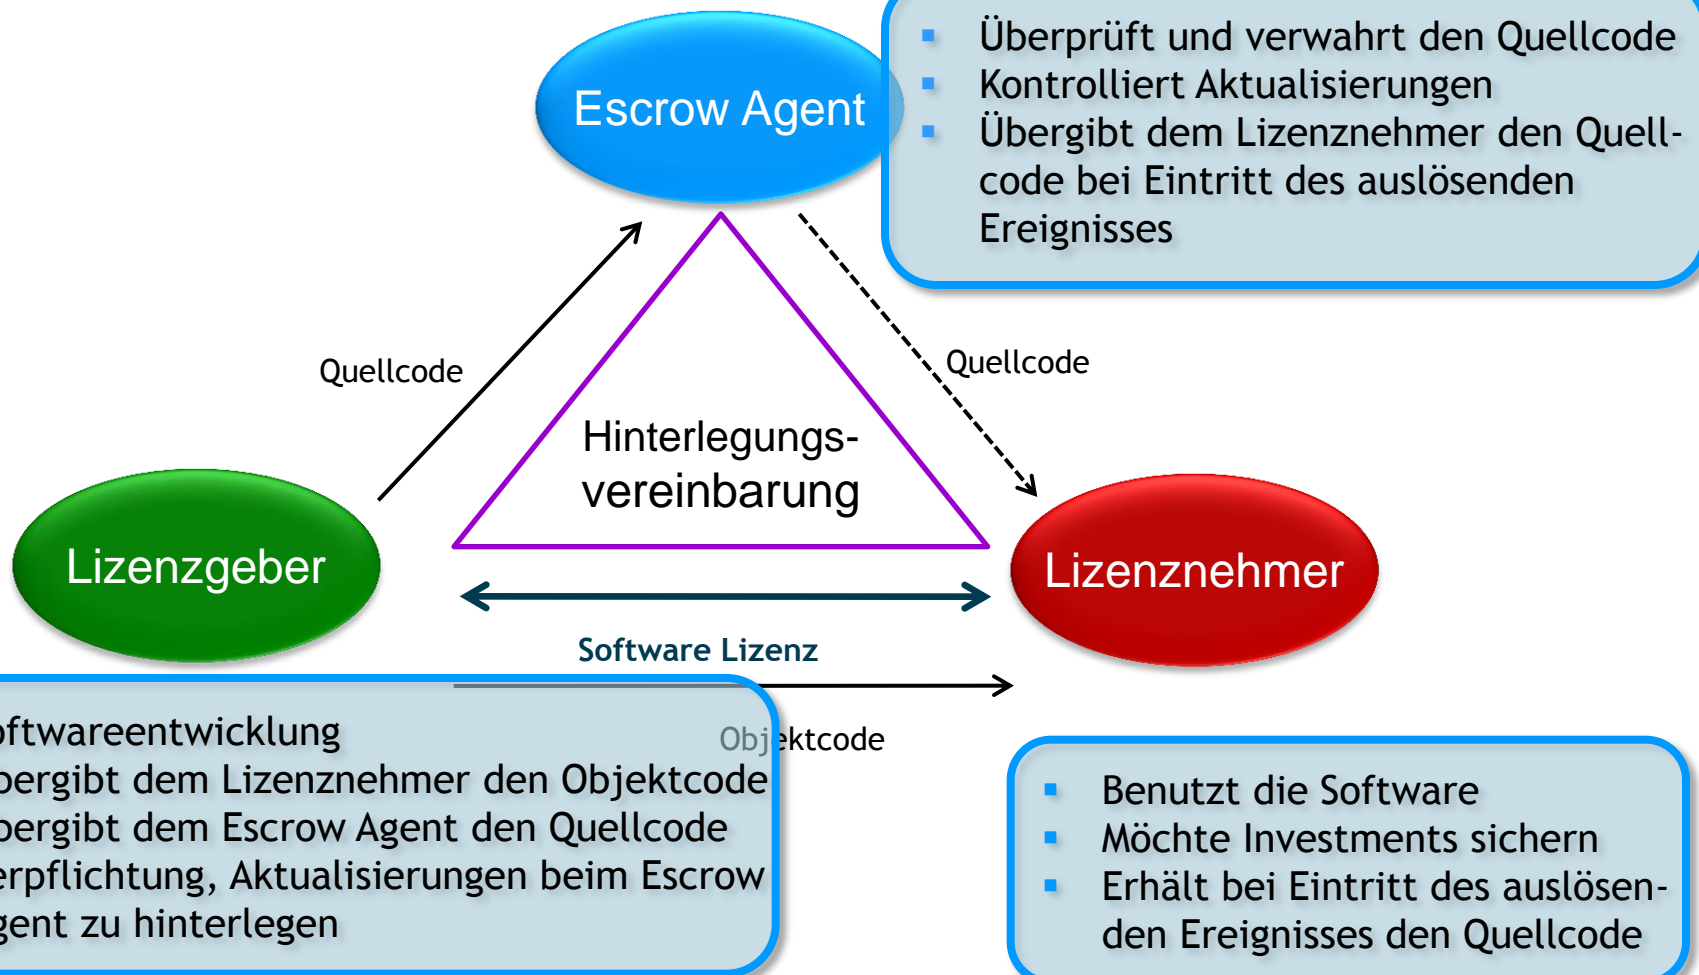 Escrow Agent
Überprüft und verwahrt den Quellcode
Kontrolliert Aktualisierungen
Übergibt dem Lizenznehmer den Quell-
code bei Eintritt des auslösenden
Ereignisses
Quellcode
Quellcode
Hinterlegungs-
vereinbarung
Lizenzgeber
Lizenznehmer
Software Lizenz
Objektcode
oftwareentwicklung
bergibt dem Lizenznehmer den Objektcode
bergibt dem Escrow Agent den Quellcode
erpflichtung, Aktualisierungen beim Escrow
gent zu hinterlegen
Benutzt die Software
Möchte Investments sichern
Erhält bei Eintritt des auslösen-
den Ereignisses den Quellcode